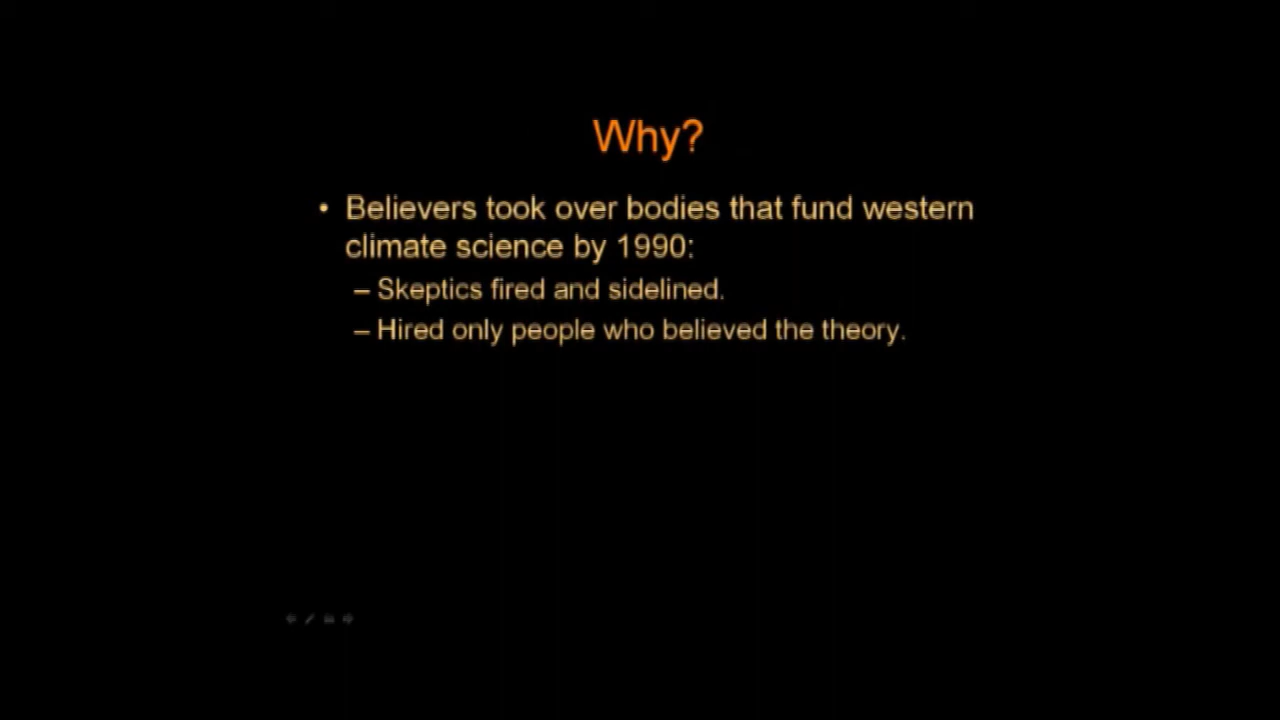 Why?
• Believers took over bodies that fund western
climate science by 1990:
– Skeptics fired and sidelined.
– Hired only people who believed the theory.